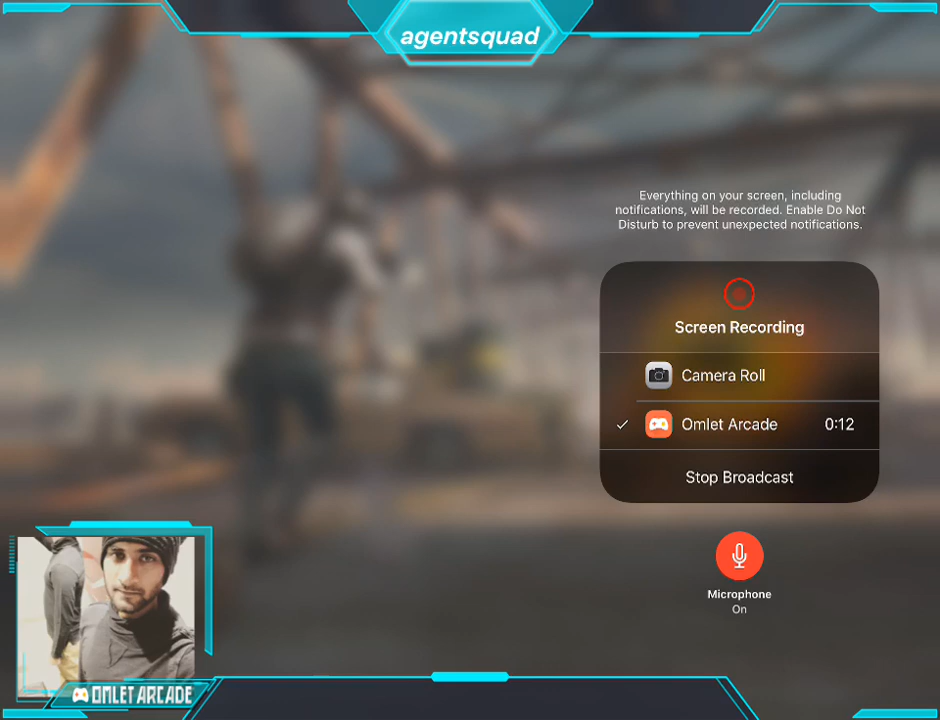 agentsquad
Everything on your screen, including
notifications, will be recorded. Enable Do Not
Disturb to prevent unexpected notifications.
Screen Recording
Camera Roll
Omlet Arcade 0:12
Stop Broadcast
Microphone
On
OMLET ARCADE